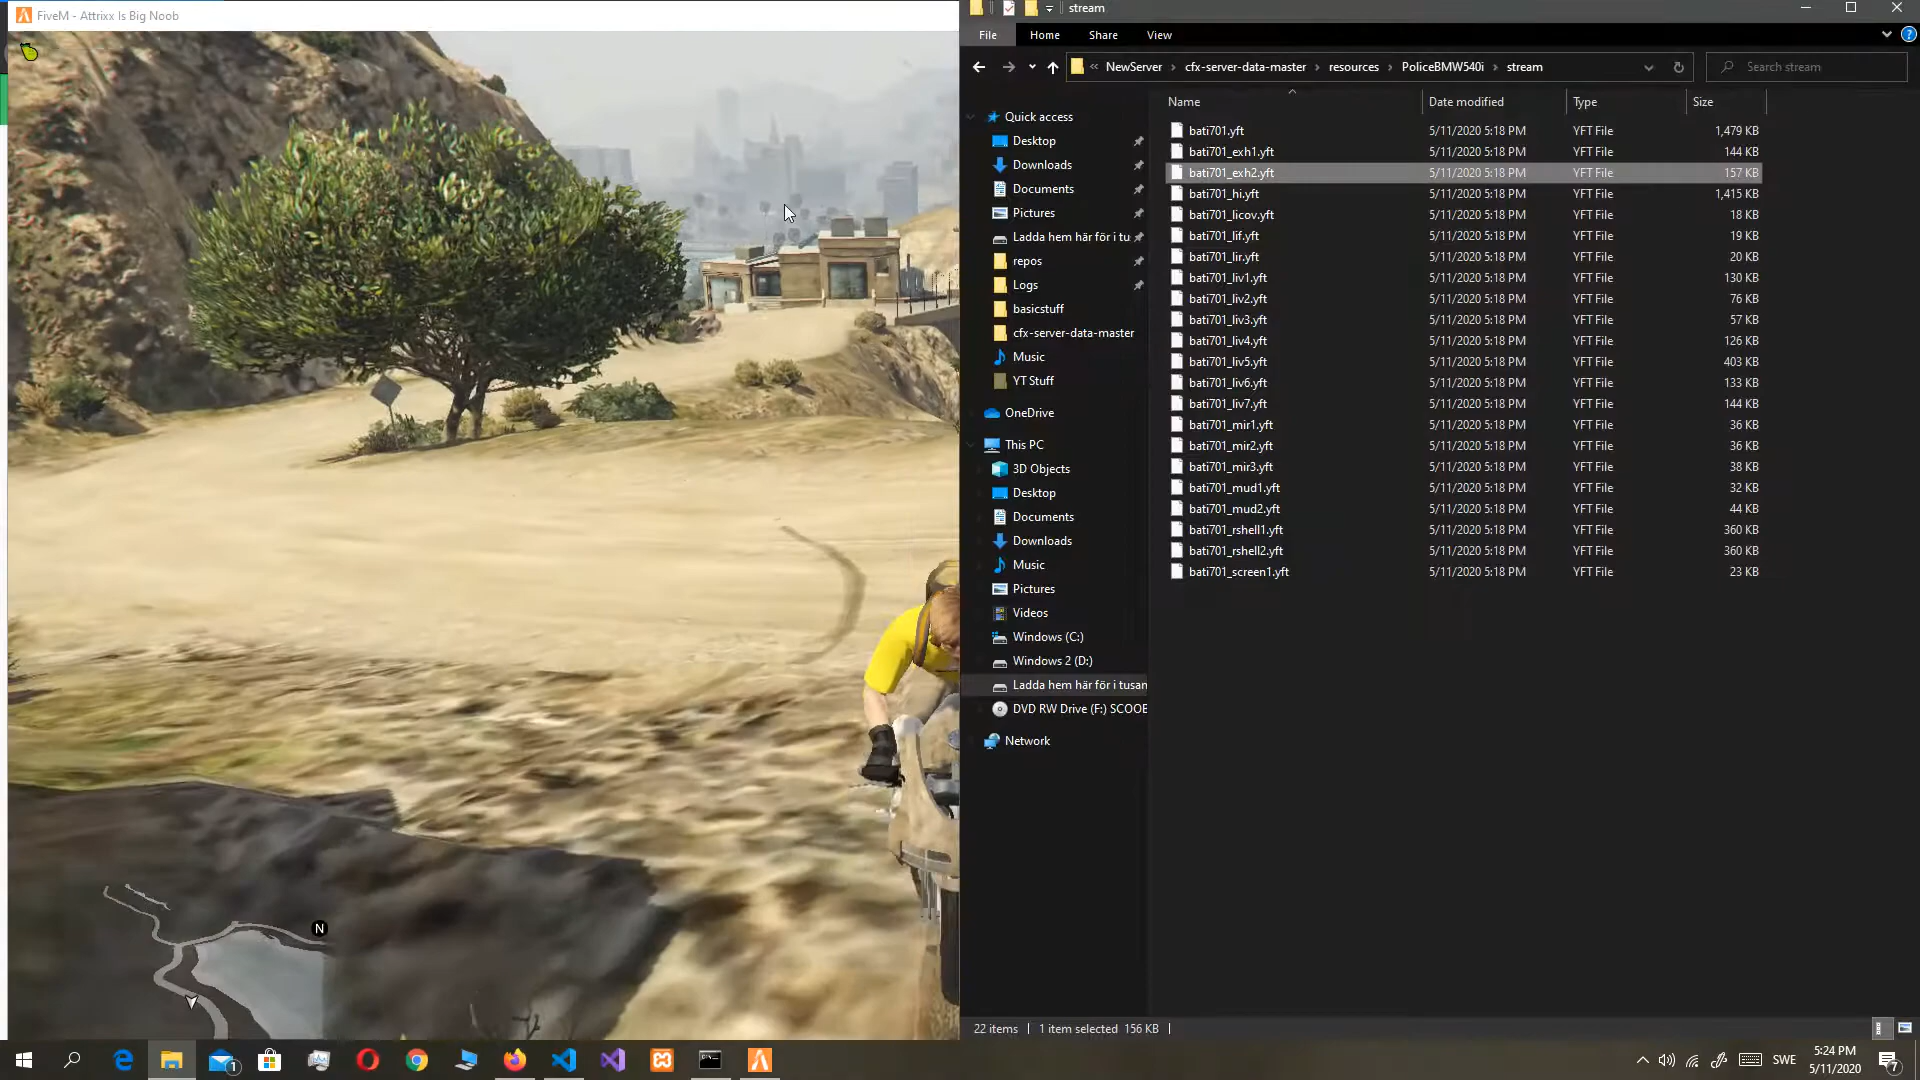 FiveM - Attrixx Is Big Noob
stream
File Home Share View
« NewServer › cfx-server-data-master › resources › PoliceBMW540i › stream
Search stream
Quick access
Desktop
Downloads
Documents
Pictures
Ladda hem här för i tu
repos
Logs
basicstuff
cfx-server-data-master
Music
YT Stuff
OneDrive
This PC
3D Objects
Desktop
Documents
Downloads
Music
Pictures
Videos
Windows (C:)
Windows 2 (D:)
Ladda hem här för i tusan
DVD RW Drive (F:) SCOOB
Network
Name Date modified Type Size
bati701.yft 5/11/2020 5:18 PM YFT File 1,479 KB
bati701_exh1.yft 5/11/2020 5:18 PM YFT File 144 KB
bati701_exh2.yft 5/11/2020 5:18 PM YFT File 157 KB
bati701_hi.yft 5/11/2020 5:18 PM YFT File 1,415 KB
bati701_licov.yft 5/11/2020 5:18 PM YFT File 18 KB
bati701_lif.yft 5/11/2020 5:18 PM YFT File 19 KB
bati701_lir.yft 5/11/2020 5:18 PM YFT File 20 KB
bati701_liv1.yft 5/11/2020 5:18 PM YFT File 130 KB
bati701_liv2.yft 5/11/2020 5:18 PM YFT File 76 KB
bati701_liv3.yft 5/11/2020 5:18 PM YFT File 57 KB
bati701_liv4.yft 5/11/2020 5:18 PM YFT File 126 KB
bati701_liv5.yft 5/11/2020 5:18 PM YFT File 403 KB
bati701_liv6.yft 5/11/2020 5:18 PM YFT File 133 KB
bati701_liv7.yft 5/11/2020 5:18 PM YFT File 144 KB
bati701_mir1.yft 5/11/2020 5:18 PM YFT File 36 KB
bati701_mir2.yft 5/11/2020 5:18 PM YFT File 36 KB
bati701_mir3.yft 5/11/2020 5:18 PM YFT File 38 KB
bati701_mud1.yft 5/11/2020 5:18 PM YFT File 32 KB
bati701_mud2.yft 5/11/2020 5:18 PM YFT File 44 KB
bati701_rshell1.yft 5/11/2020 5:18 PM YFT File 360 KB
bati701_rshell2.yft 5/11/2020 5:18 PM YFT File 360 KB
bati701_screen1.yft 5/11/2020 5:18 PM YFT File 23 KB
N
22 items 1 item selected 156 KB
1
SWE
5:24 PM
5/11/2020
7